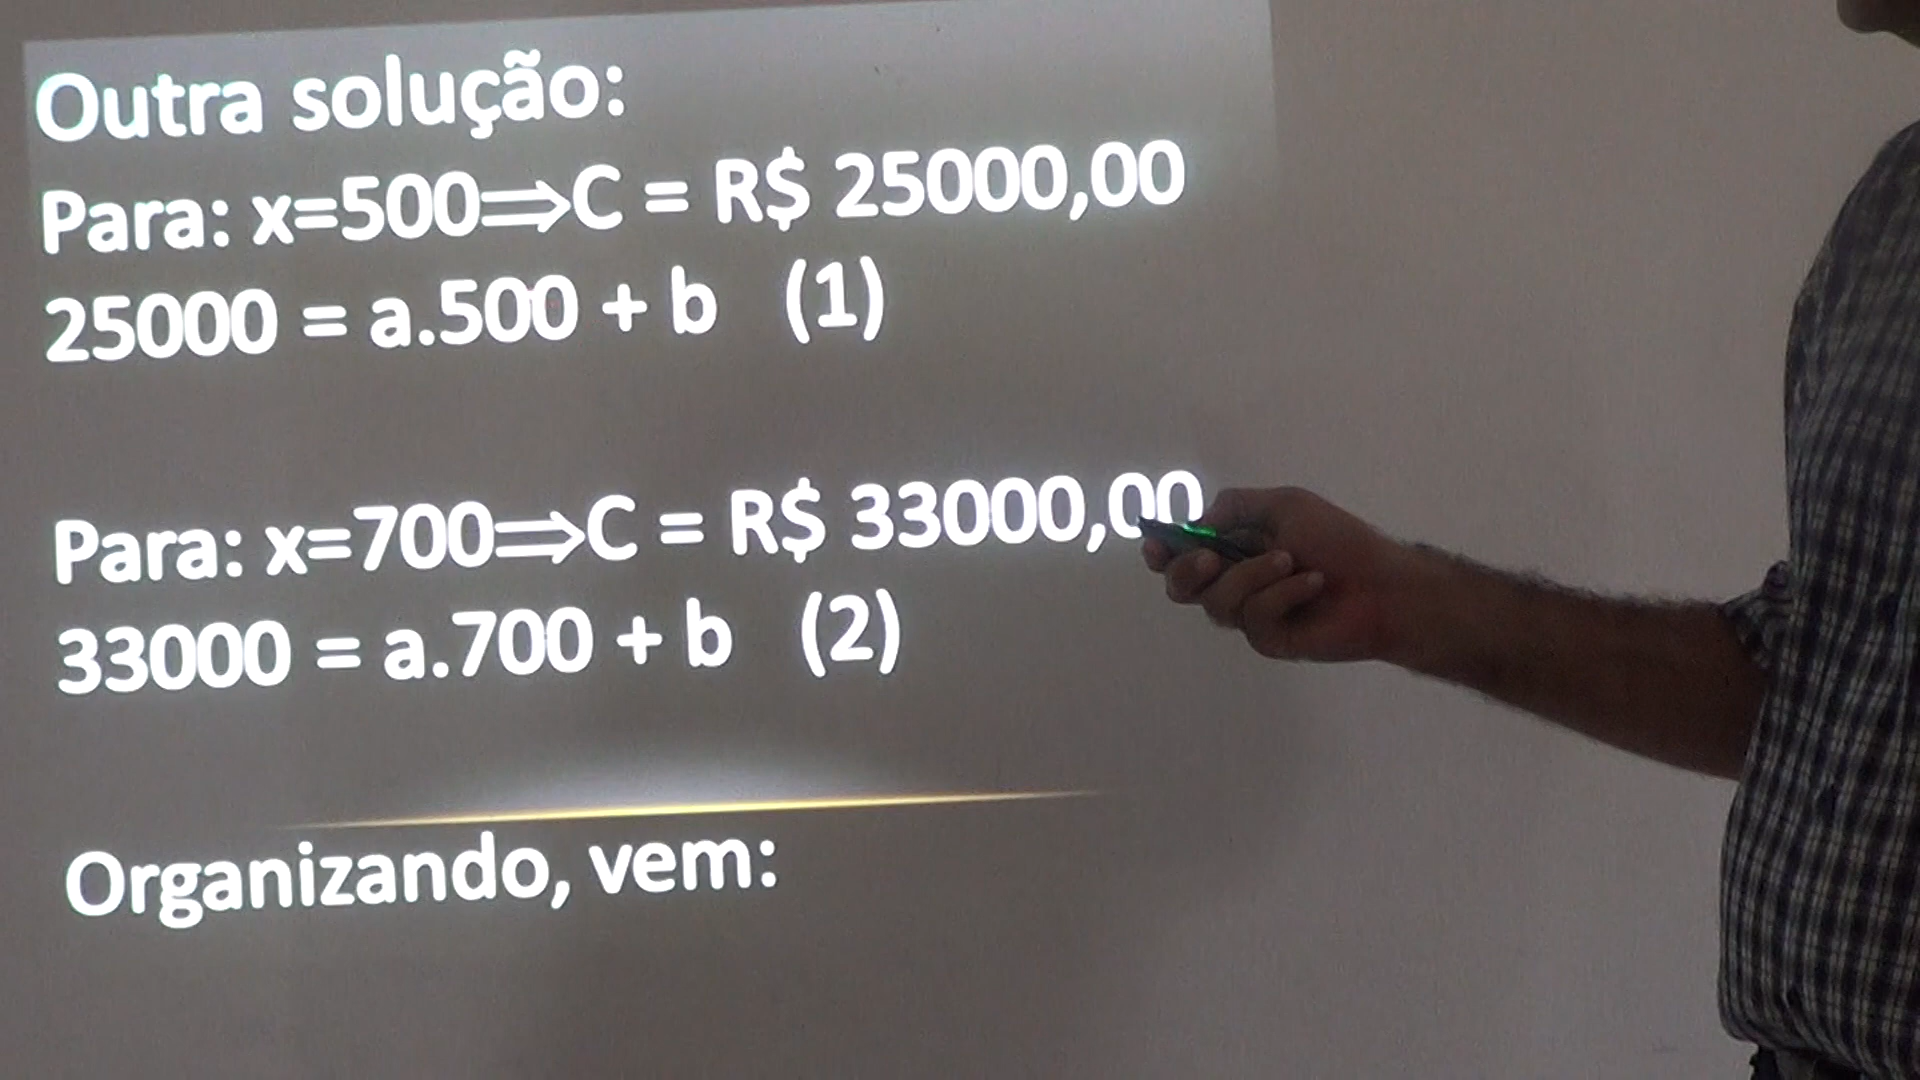 Outra solução:
Para: x=500⇒C = R$ 25000,00
25000 = a.500 + b (1)
Para: x=700⇒C = R$ 33000,00
33000 = a.700 + b (2)
Organizando, vem: